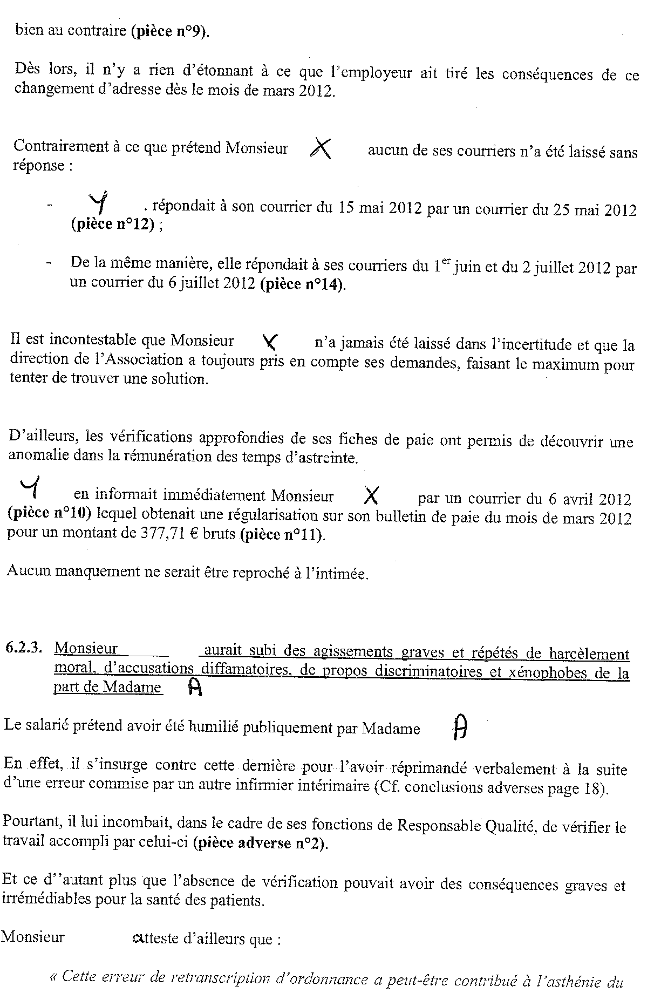 bien au contraire (pièce n°9).
Dès lors, il n’y a rien d’étonnant à ce que l’employeur ait tiré les conséquences de ce
changement d’adresse dès le mois de mars 2012.
Contrairement à ce que prétend Monsieur X aucun de ses courriers n’a été laissé sans
réponse :
- Y . répondait à son courrier du 15 mai 2012 par un courrier du 25 mai 2012
(pièce n°12) ;
- De la même manière, elle répondait à ses courriers du 1er juin et du 2 juillet 2012 par
un courrier du 6 juillet 2012 (pièce n°14).
Il est incontestable que Monsieur X n’a jamais été laissé dans l’incertitude et que la
direction de l’Association a toujours pris en compte ses demandes, faisant le maximum pour
tenter de trouver une solution.
D’ailleurs, les vérifications approfondies de ses fiches de paie ont permis de découvrir une
anomalie dans la rémunération des temps d’astreinte.
Y en informait immédiatement Monsieur X par un courrier du 6 avril 2012
(pièce n°10) lequel obtenait une régularisation sur son bulletin de paie du mois de mars 2012
pour un montant de 377,71 € bruts (pièce n°11).
Aucun manquement ne serait être reproché à l’intimée.
6.2.3. Monsieur aurait subi des agissements graves et répétés de harcèlement
moral, d’accusations diffamatoires, de propos discriminatoires et xénophobes de la
part de Madame A
Le salarié prétend avoir été humilié publiquement par Madame A
En effet, il s’insurge contre cette dernière pour l’avoir réprimandé verbalement à la suite
d’une erreur commise par un autre infirmier intérimaire (Cf. conclusions adverses page 18).
Pourtant, il lui incombait, dans le cadre de ses fonctions de Responsable Qualité, de vérifier le
travail accompli par celui-ci (pièce adverse n°2).
Et ce d’’autant plus que l’absence de vérification pouvait avoir des conséquences graves et
irrémédiables pour la santé des patients.
Monsieur atteste d’ailleurs que :
« Cette erreur de retranscription d’ordonnance a peut-être contribué à l’asthénie du